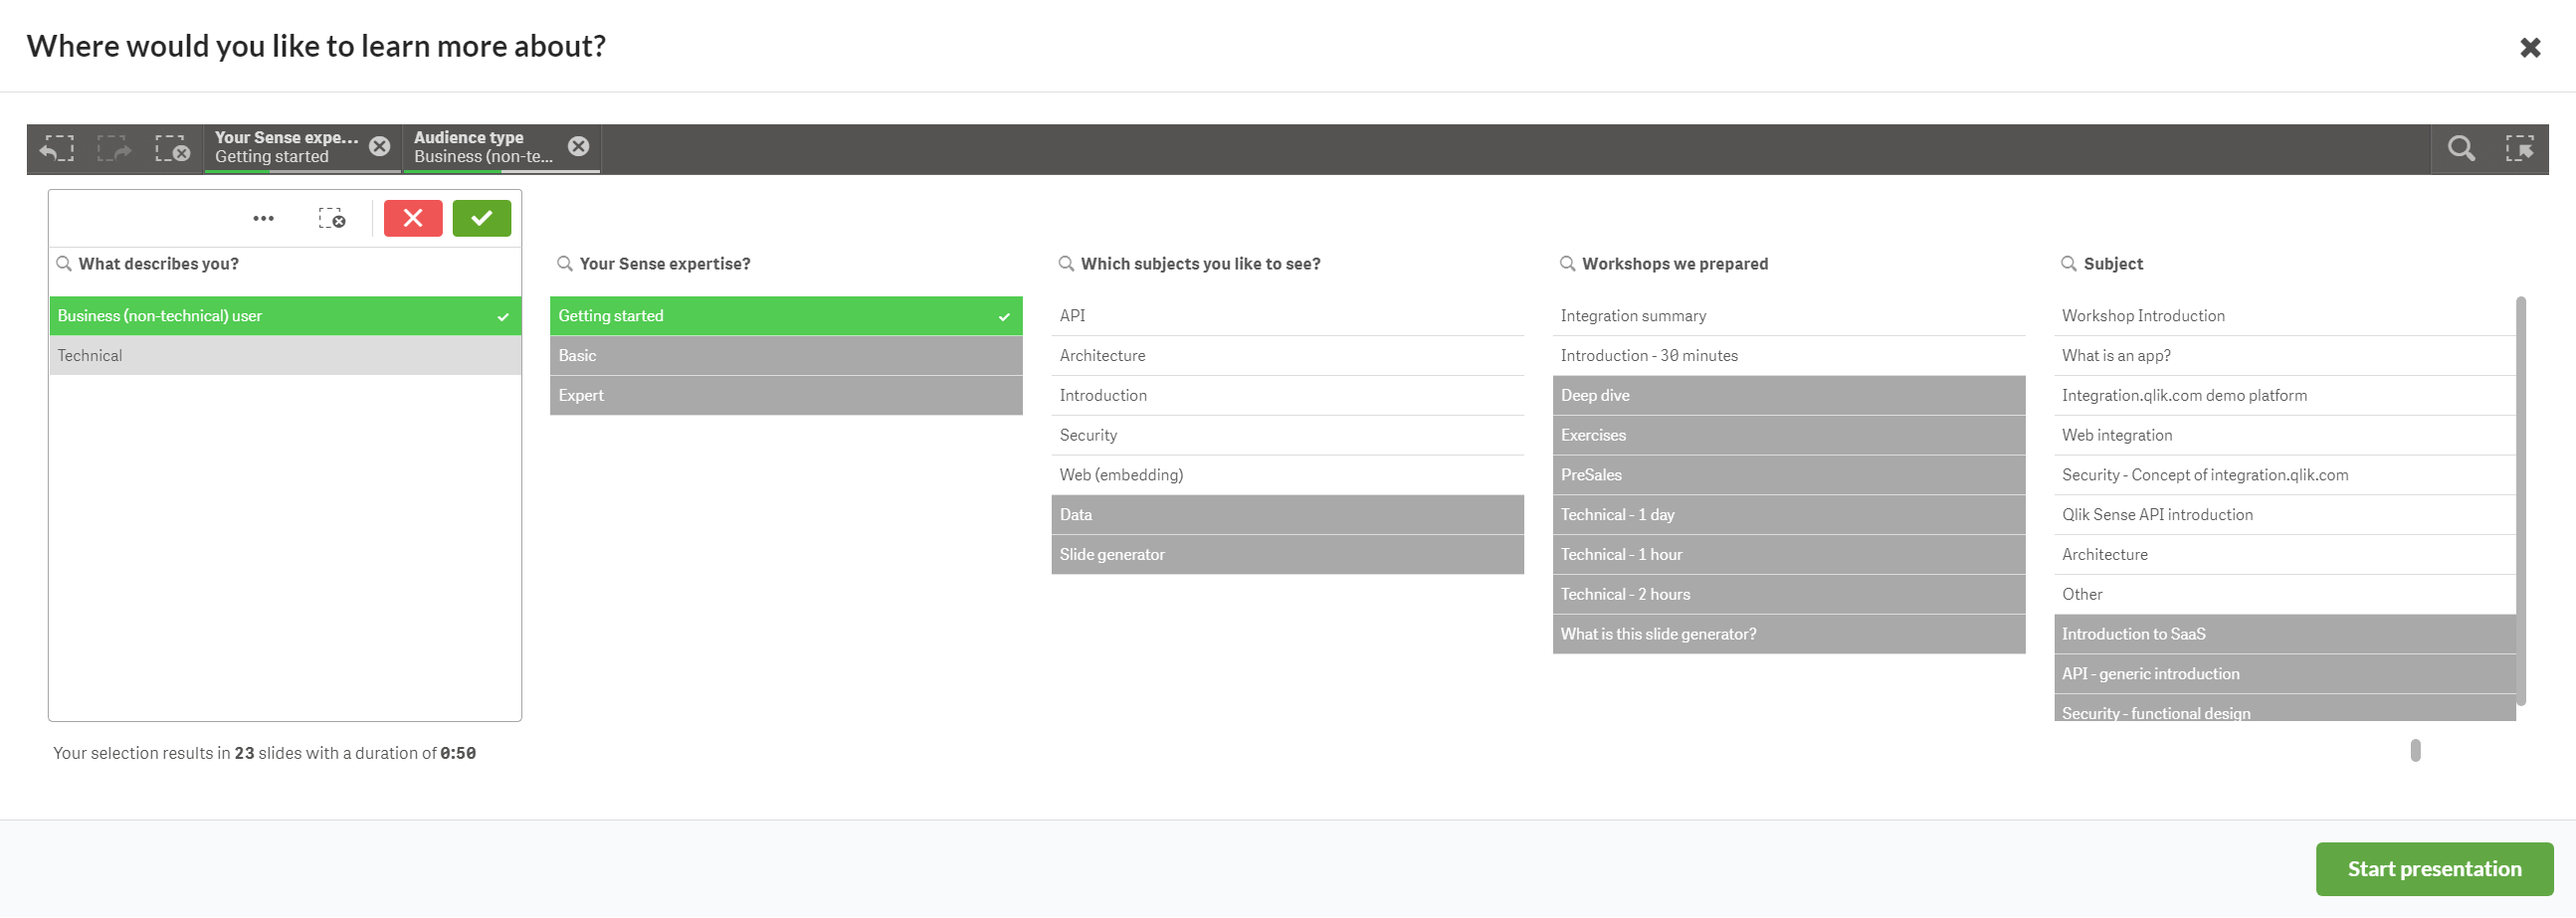 Where would you like to learn more about?
Your Sense expe...
Getting started
Audience type
Business (non-te...
What describes you?
Business (non-technical) user
Technical
Your Sense expertise?
Getting started
Basic
Expert
Which subjects you like to see?
API
Architecture
Introduction
Security
Web (embedding)
Data
Slide generator
Workshops we prepared
Integration summary
Introduction - 30 minutes
Deep dive
Exercises
PreSales
Technical - 1 day
Technical - 1 hour
Technical - 2 hours
What is this slide generator?
Subject
Workshop Introduction
What is an app?
Integration.qlik.com demo platform
Web integration
Security - Concept of integration.qlik.com
Qlik Sense API introduction
Architecture
Other
Introduction to SaaS
API - generic introduction
Security - functional design
Your selection results in 23 slides with a duration of 0:50
Start presentation